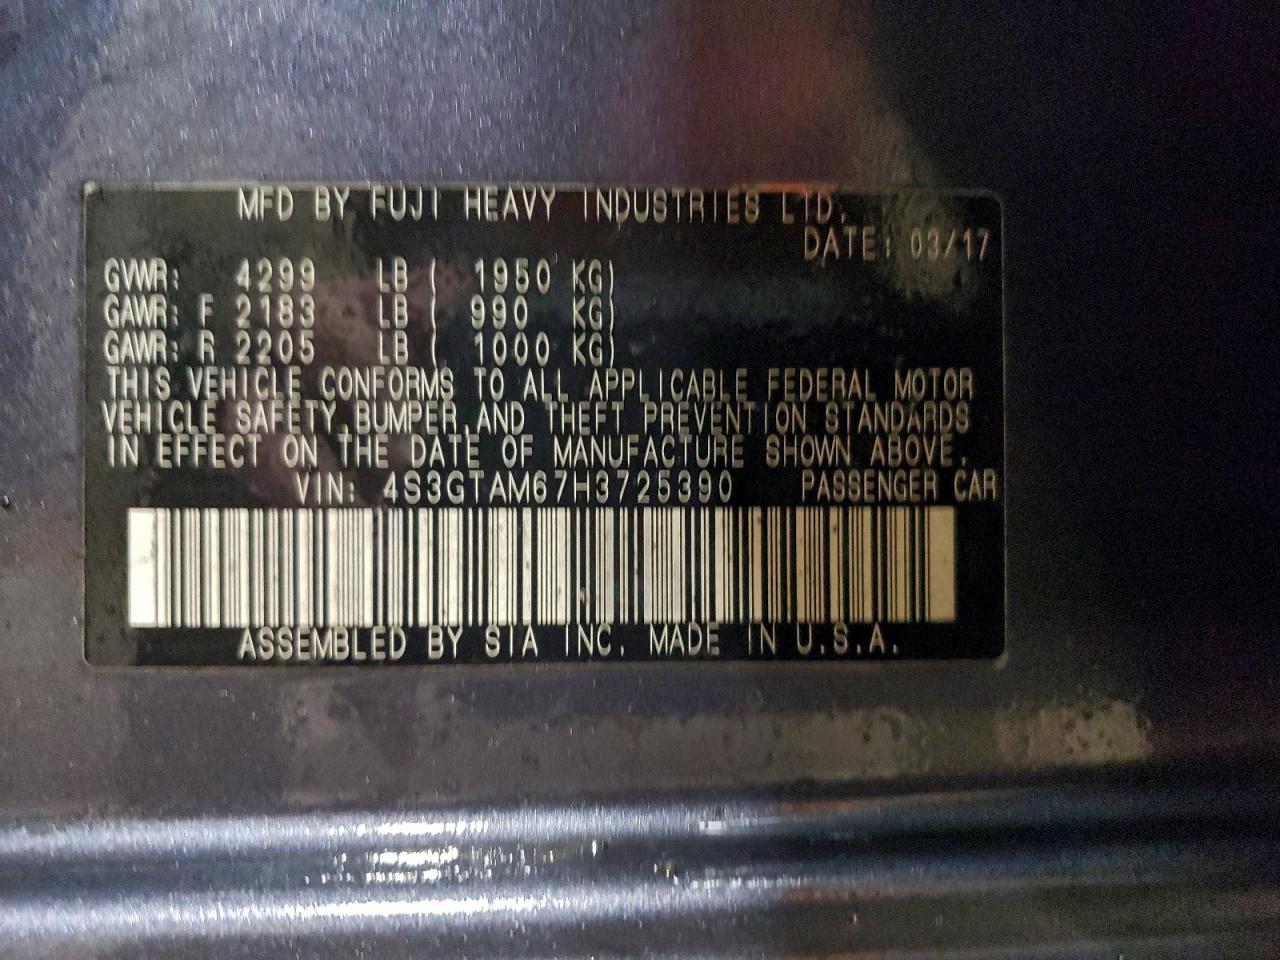 MFD BY FUJI HEAVY INDUSTRIES LTD.
DATE: 03/17
GVWR: 4299 LB ( 1950 KG)
GAWR: F 2183 LB ( 990 KG)
GAWR: R 2205 LB ( 1000 KG)
THIS VEHICLE CONFORMS TO ALL APPLICABLE FEDERAL MOTOR
VEHICLE SAFETY, BUMPER, AND THEFT PREVENTION STANDARDS
IN EFFECT ON THE DATE OF MANUFACTURE SHOWN ABOVE.
VIN: 4S3GTAM67H3725390 PASSENGER CAR
ASSEMBLED BY SIA INC. MADE IN U.S.A.